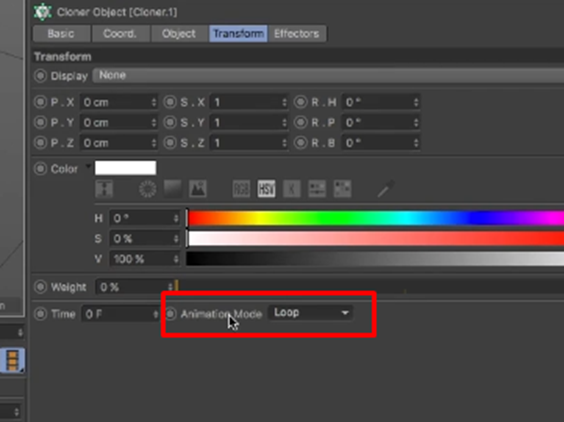 Cloner Object [Cloner.1]
Basic Coord. Object Transform Effectors
Transform
Display None
P . X 0 cm S . X 1 R . H 0 °
P . Y 0 cm S . Y 1 R . P 0 °
P . Z 0 cm S . Z 1 R . B 0 °
Color
RGB HSV K
H 0 °
S 0 %
V 100 %
Weight 0 %
Time 0 F Animation Mode Loop